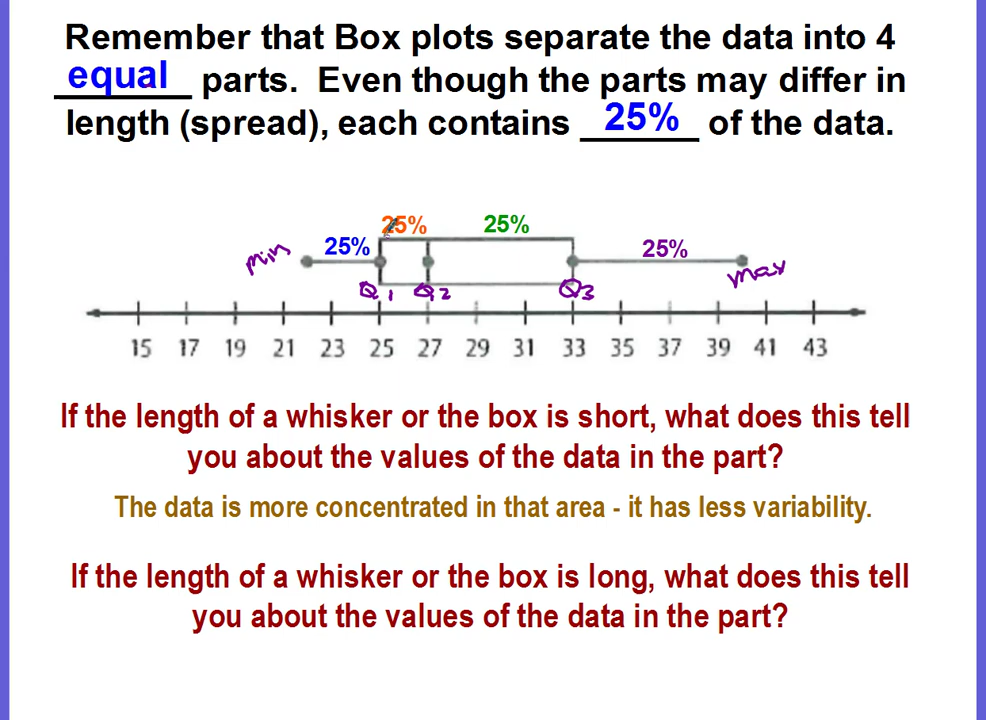 Remember that Box plots separate the data into 4
equal parts. Even though the parts may differ in
length (spread), each contains 25% of the data.
25% 25% 25% 25%
min max
Q1 Q2 Q3
15 17 19 21 23 25 27 29 31 33 35 37 39 41 43
If the length of a whisker or the box is short, what does this tell
you about the values of the data in the part?
The data is more concentrated in that area - it has less variability.
If the length of a whisker or the box is long, what does this tell
you about the values of the data in the part?